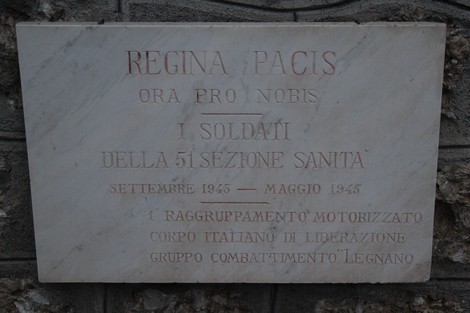 REGINA PACIS
ORA PRO NOBIS
I SOLDATI
DELLA 51 SEZIONE SANITA'
SETTEMBRE 1943 — MAGGIO 1945
1° RAGGRUPPAMENTO MOTORIZZATO
CORPO ITALIANO DI LIBERAZIONE
GRUPPO COMBATTIMENTO "LEGNANO